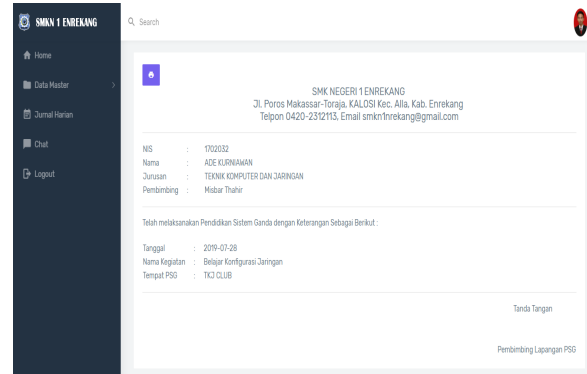 SMKN 1 ENREKANG
Search
Home
Data Master
Jurnal Harian
Chat
Logout
SMK NEGERI 1 ENREKANG
Jl. Poros Makassar-Toraja, KALOSI Kec. Alla, Kab. Enrekang
Telpon 0420-2312113, Email smkn1nrekang@gmail.com
NIS : 1702032
Nama : ADE KURNIAWAN
Jurusan : TEKNIK KOMPUTER DAN JARINGAN
Pembimbing : Misbar Thahir
Telah melaksanakan Pendidikan Sistem Ganda dengan Keterangan Sebagai Berikut :
Tanggal : 2019-07-28
Nama Kegiatan : Belajar Konfigurasi Jaringan
Tempat PSG : TKJ CLUB
Tanda Tangan
Pembimbing Lapangan PSG